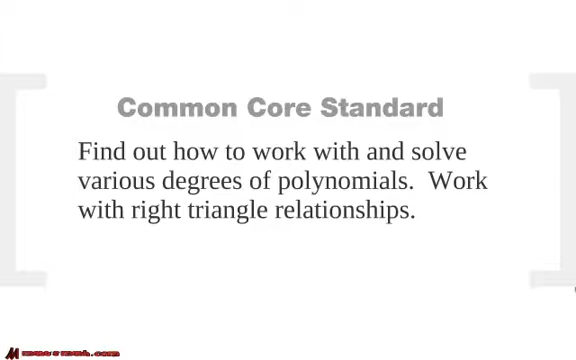 Common Core Standard
Find out how to work with and solve
various degrees of polynomials.  Work
with right triangle relationships.